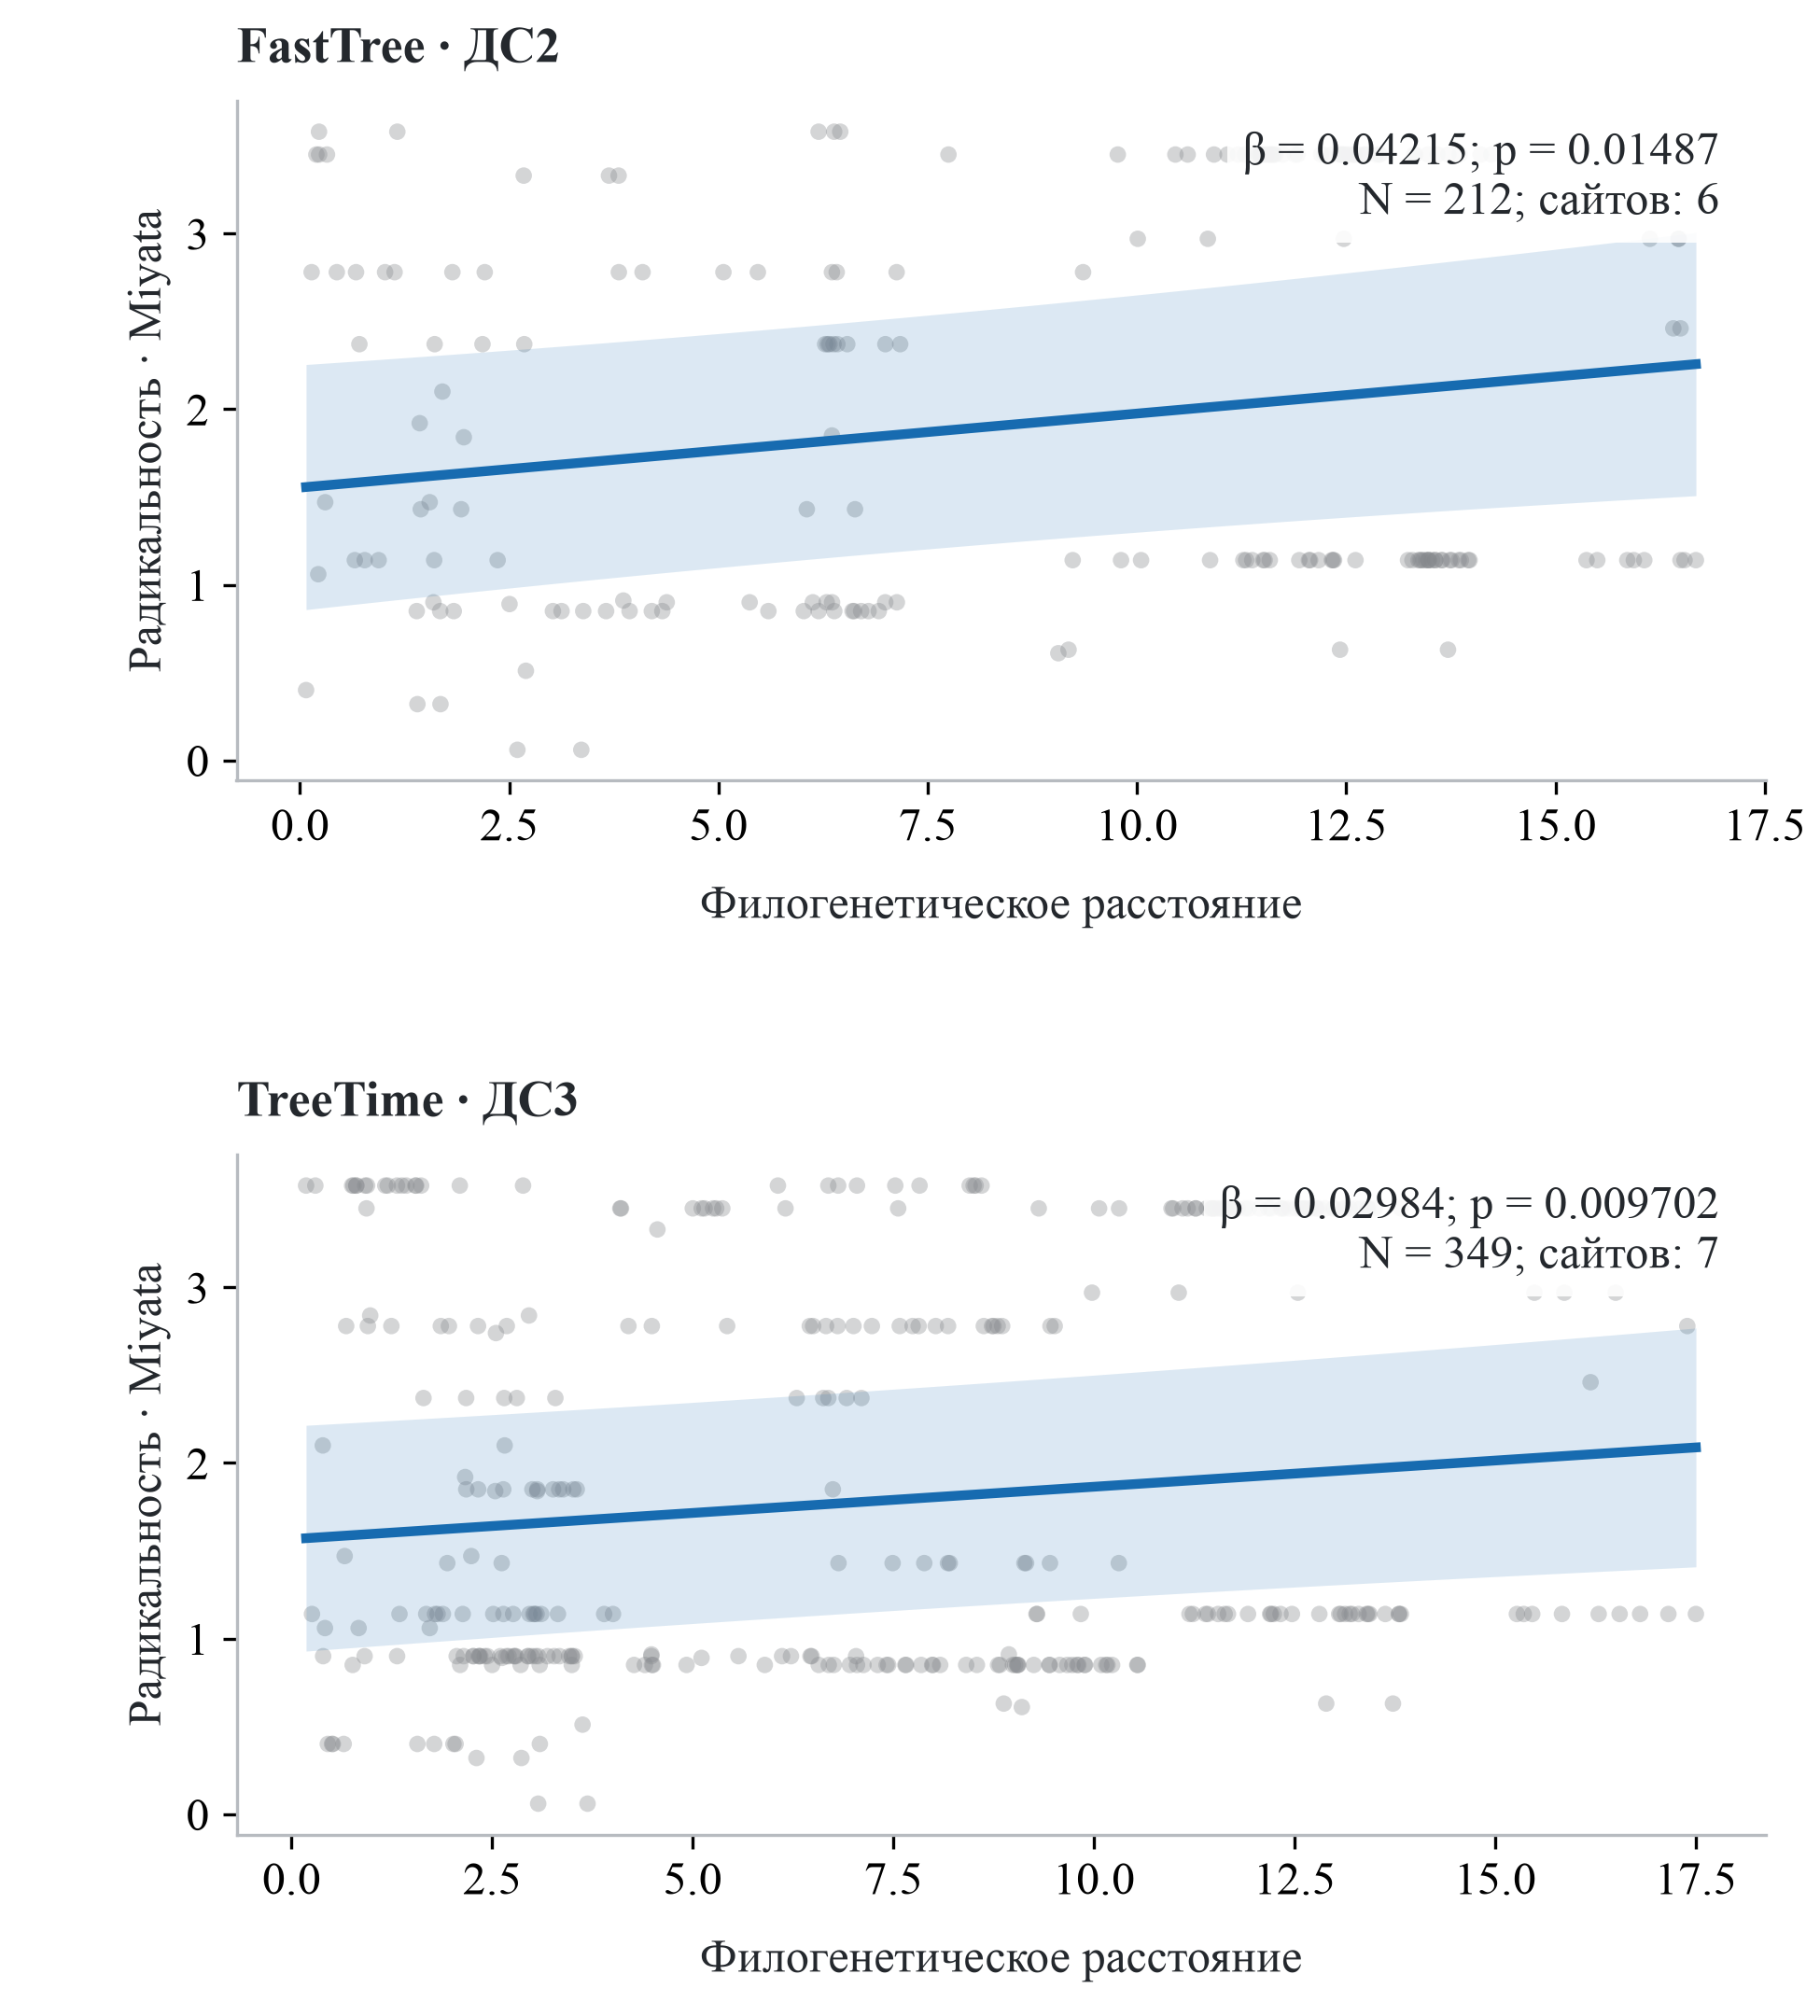 FastTree · ДС2
β = 0.04215; p = 0.01487
N = 212; сайтов: 6
Радикальность · Miyata
3
2
1
0
0.0 2.5 5.0 7.5 10.0 12.5 15.0 17.5
Филогенетическое расстояние
TreeTime · ДС3
β = 0.02984; p = 0.009702
N = 349; сайтов: 7
Радикальность · Miyata
3
2
1
0
0.0 2.5 5.0 7.5 10.0 12.5 15.0 17.5
Филогенетическое расстояние